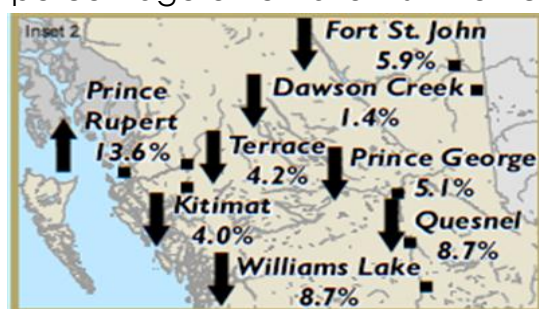 Inset 2
Fort St. John
5.9%
Dawson Creek
1.4%
Prince
Rupert
13.6%
Terrace
4.2%
Prince George
5.1%
Kitimat
4.0%
Quesnel
8.7%
Williams Lake
8.7%